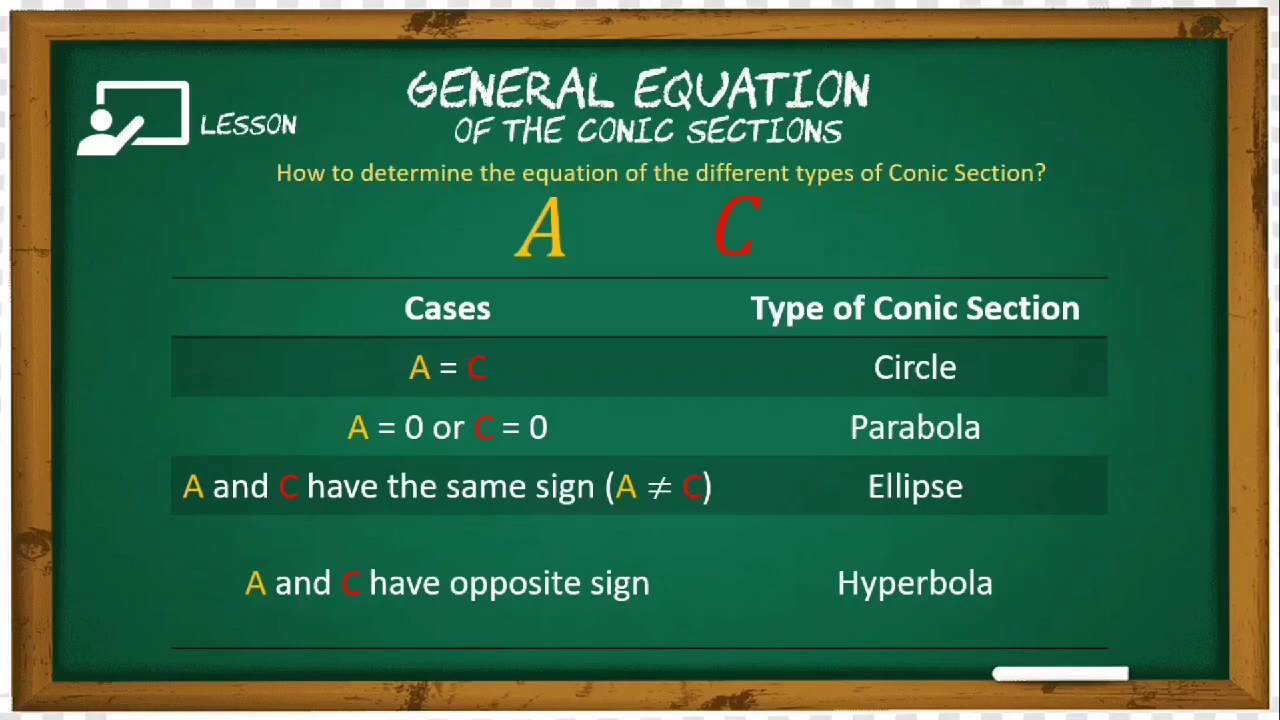 LESSON
GENERAL EQUATION
OF THE CONIC SECTIONS
How to determine the equation of the different types of Conic Section?
A C
Cases Type of Conic Section
A = C Circle
A = 0 or C = 0 Parabola
A and C have the same sign (A ≠ C) Ellipse
A and C have opposite sign Hyperbola